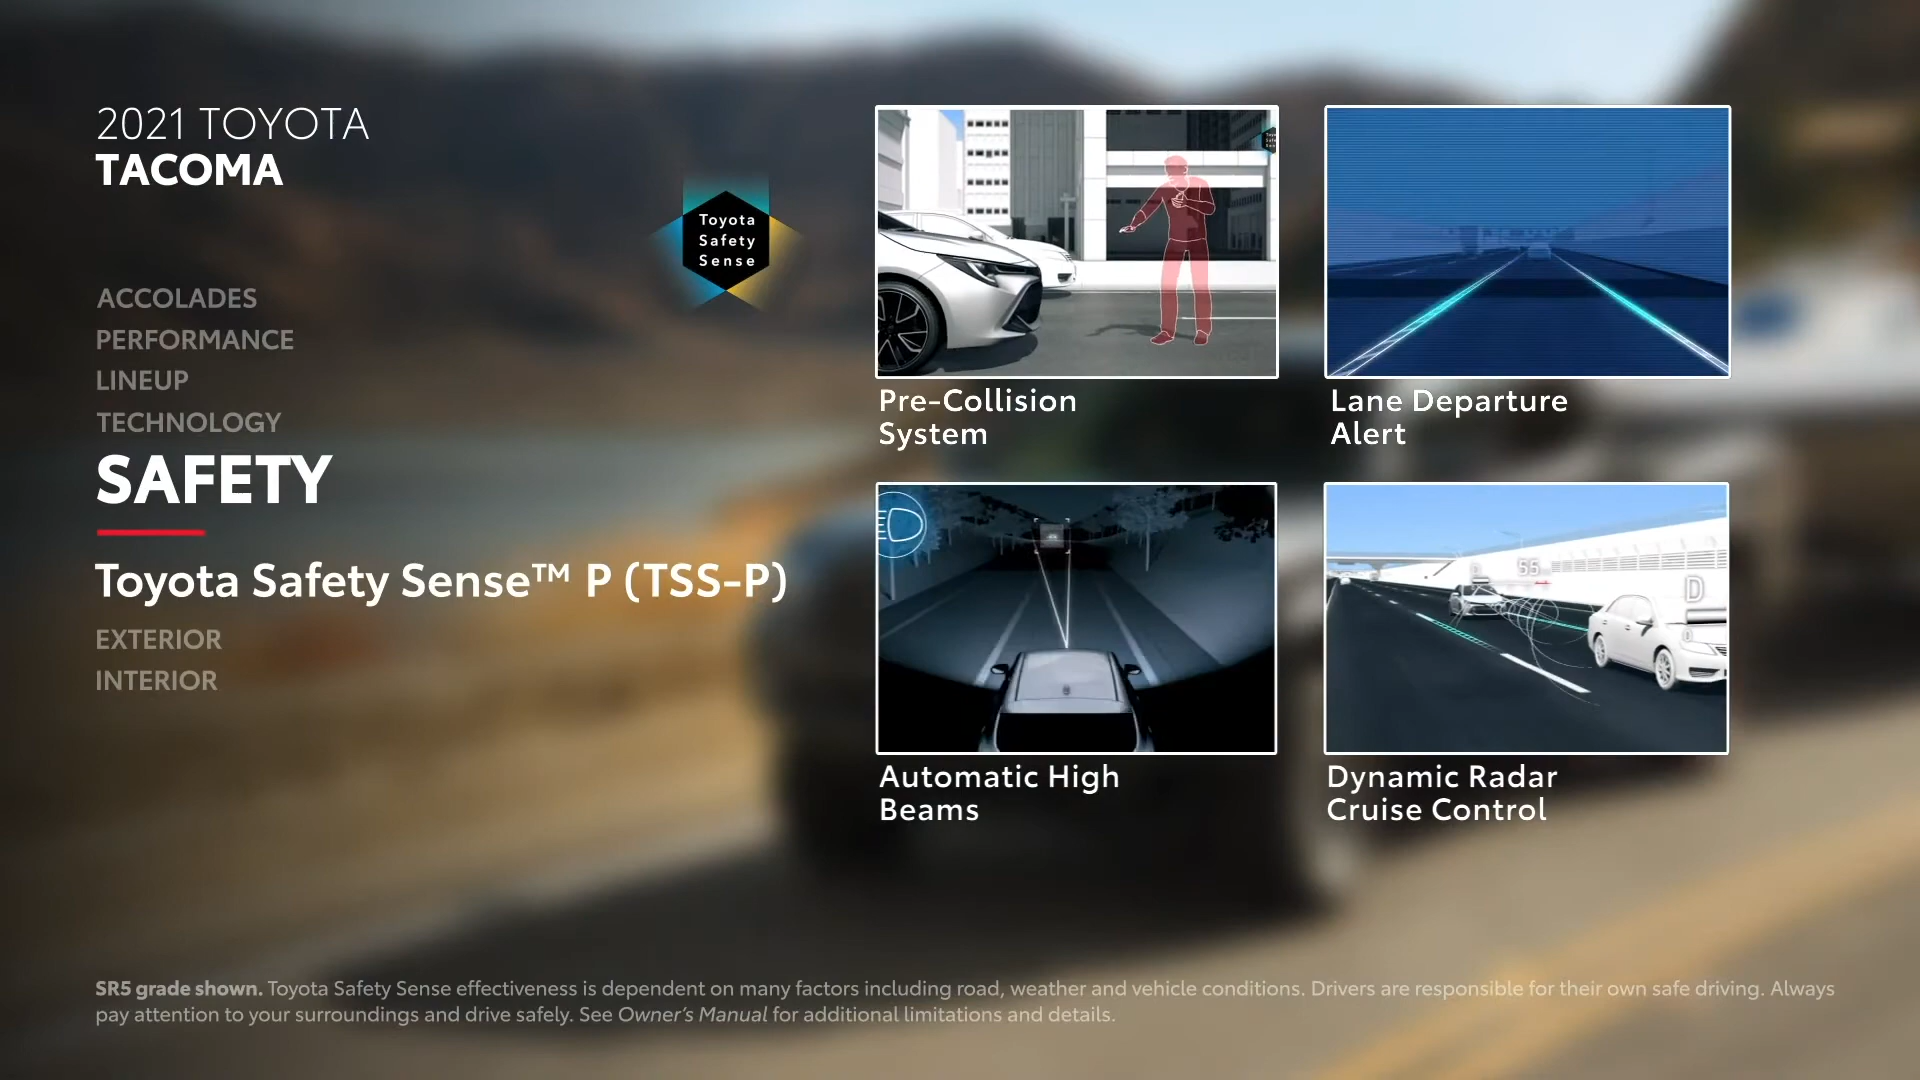 2021 TOYOTA
TACOMA
Toyota
Safety
Sense
ACCOLADES
PERFORMANCE
LINEUP
TECHNOLOGY
SAFETY
Toyota Safety Sense™ P (TSS-P)
EXTERIOR
INTERIOR
Pre-Collision
System
Lane Departure
Alert
55
D
Automatic High
Beams
Dynamic Radar
Cruise Control
SR5 grade shown. Toyota Safety Sense effectiveness is dependent on many factors including road, weather and vehicle conditions. Drivers are responsible for their own safe driving. Always
pay attention to your surroundings and drive safely. See Owner's Manual for additional limitations and details.